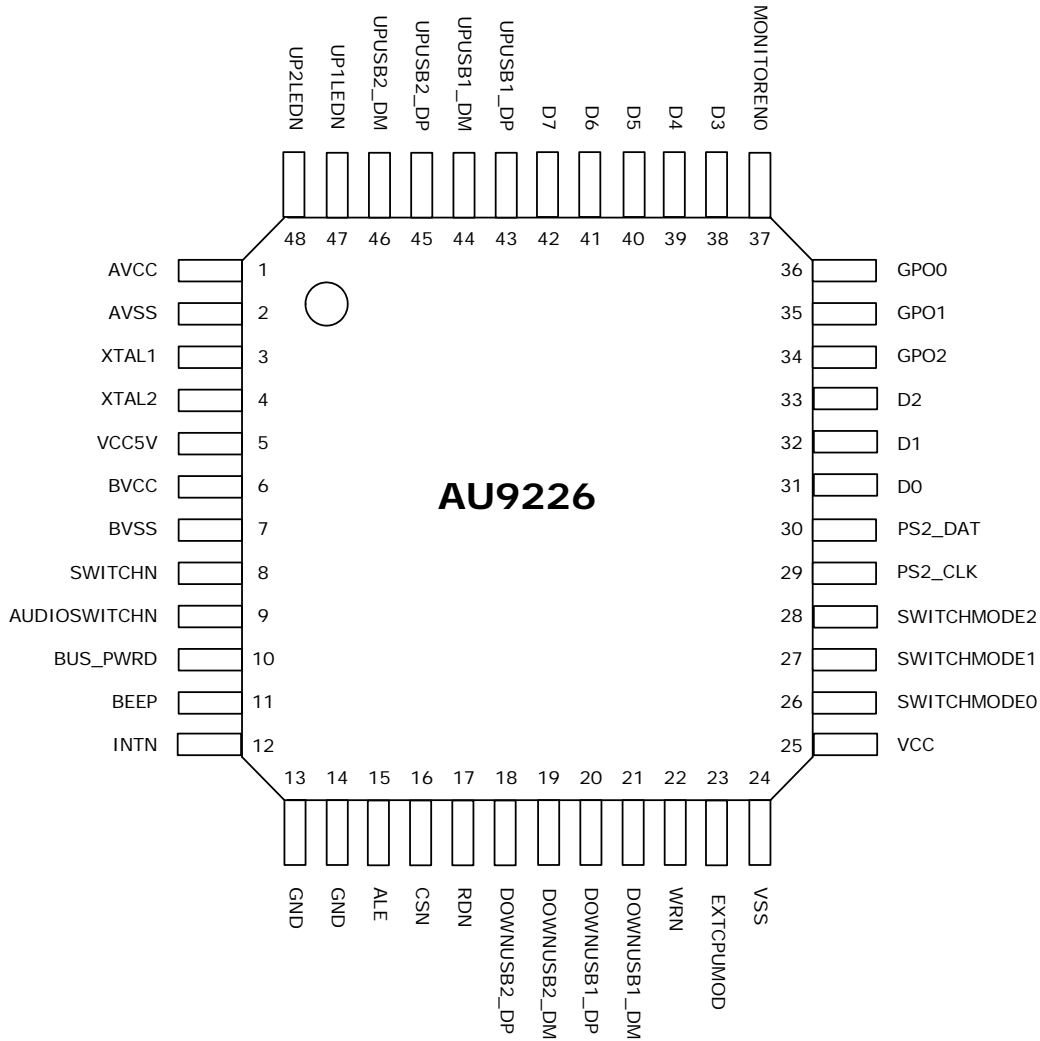 UP2LEDN
UP1LEDN
UPUSB2_DM
UPUSB2_DP
UPUSB1_DM
UPUSB1_DP
D7
D6
D5
D4
D3
MONITOREN0
48 47 46 45 44 43 42 41 40 39 38 37
AVCC 1
AVSS 2
XTAL1 3
XTAL2 4
VCC5V 5
BVCC 6
BVSS 7
SWITCHN 8
AUDIOSWITCHN 9
BUS_PWRD 10
BEEP 11
INTN 12
AU9226
36 GPO0
35 GPO1
34 GPO2
33 D2
32 D1
31 D0
30 PS2_DAT
29 PS2_CLK
28 SWITCHMODE2
27 SWITCHMODE1
26 SWITCHMODE0
25 VCC
13 14 15 16 17 18 19 20 21 22 23 24
GND
GND
ALE
CSN
RDN
DOWNUSB2_DP
DOWNUSB2_DM
DOWNUSB1_DP
DOWNUSB1_DM
WRN
EXTCPUMOD
VSS